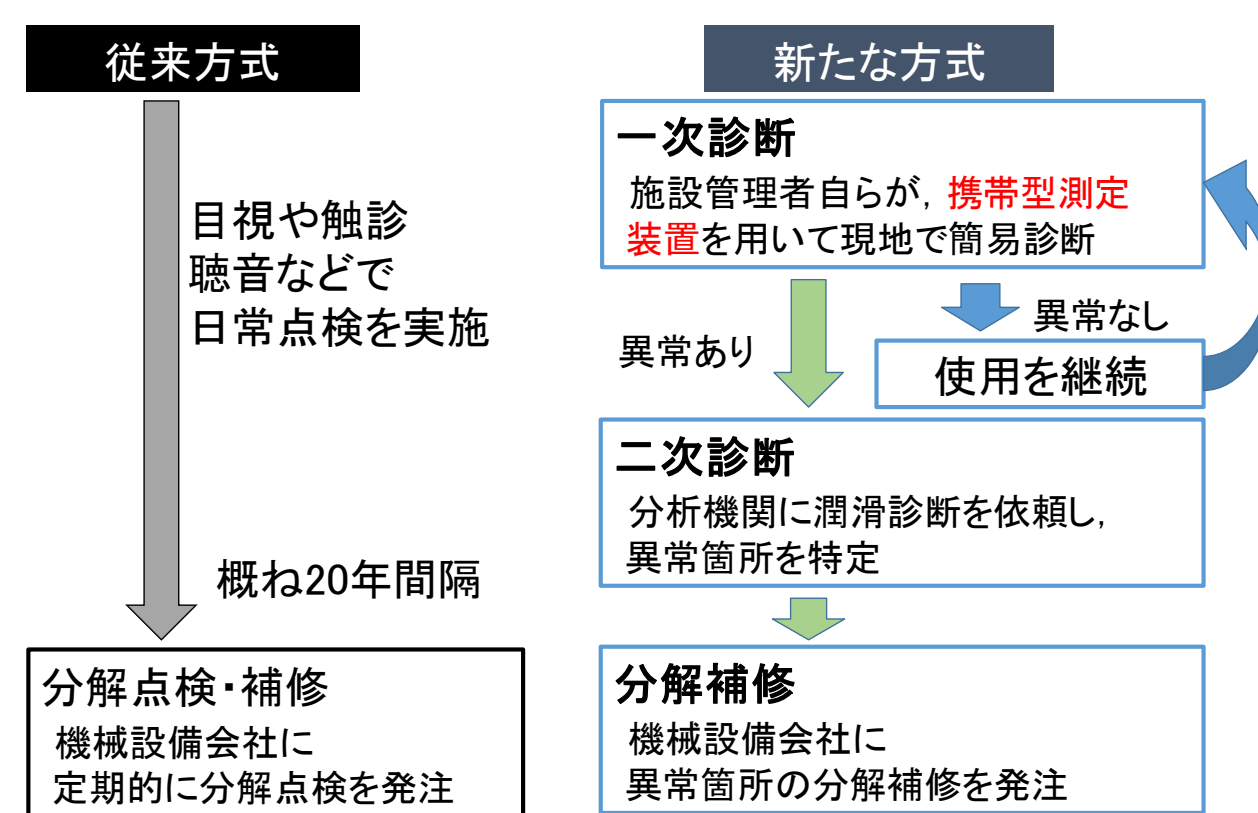 従来方式
目視や触診
聴音などで
日常点検を実施
概ね20年間隔
分解点検・補修
機械設備会社に
定期的に分解点検を発注
新たな方式
一次診断
施設管理者自らが，携帯型測定
装置を用いて現地で簡易診断
異常あり
異常なし
使用を継続
二次診断
分析機関に潤滑診断を依頼し，
異常箇所を特定
分解補修
機械設備会社に
異常箇所の分解補修を発注